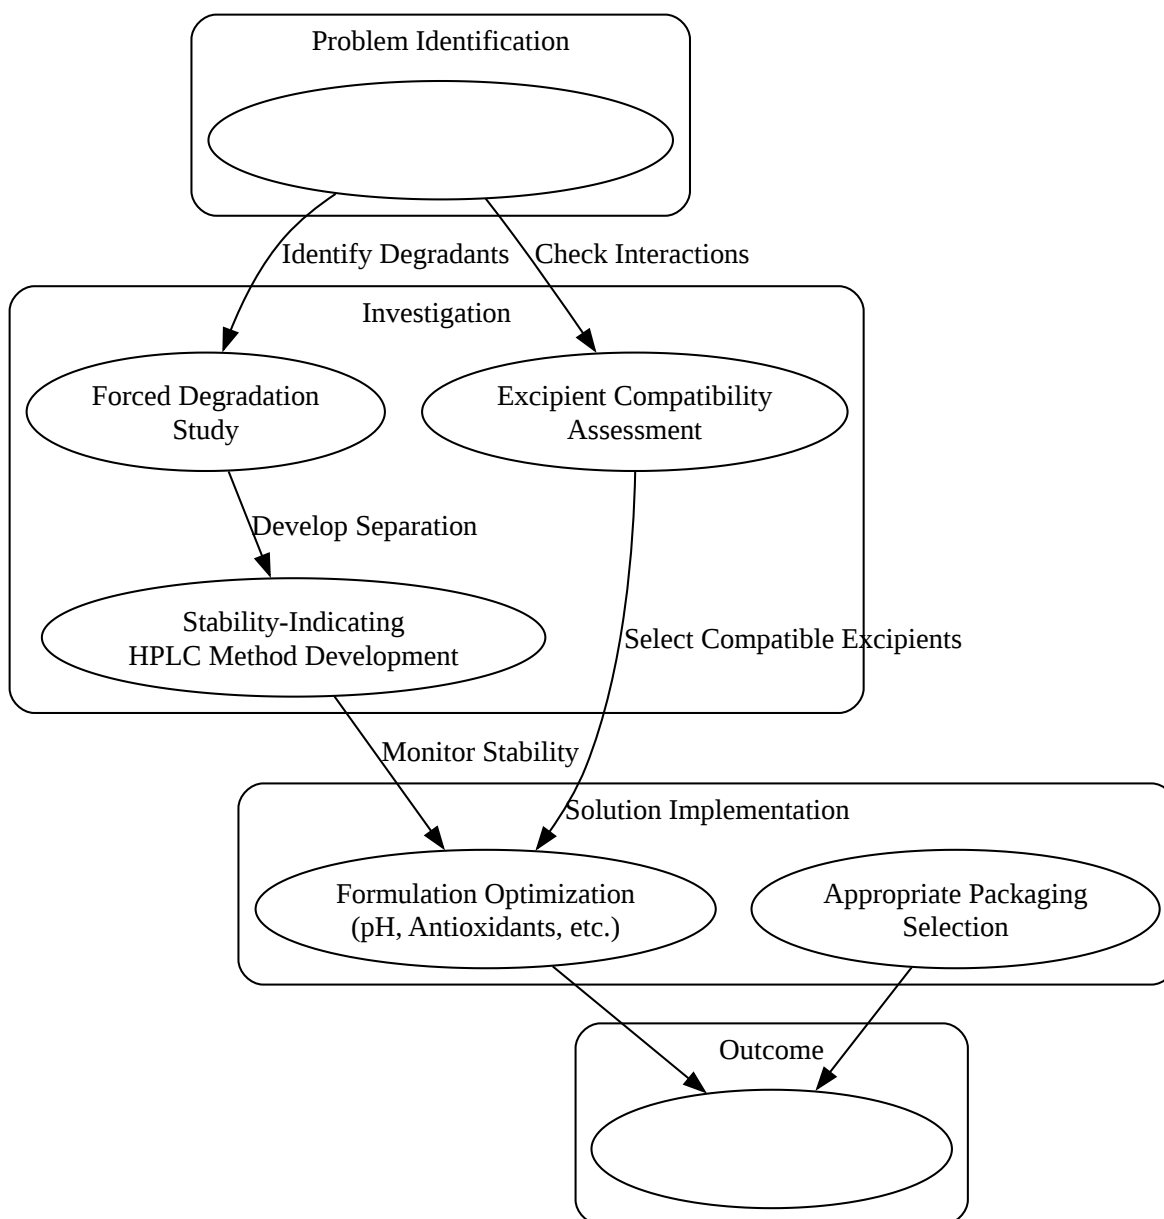 Problem Identification
Identify Degradants
Check Interactions
Investigation
Forced Degradation
Study
Excipient Compatibility
Assessment
Develop Separation
Stability-Indicating
HPLC Method Development
Select Compatible Excipients
Monitor Stability
Solution Implementation
Formulation Optimization
(pH, Antioxidants, etc.)
Appropriate Packaging
Selection
Outcome